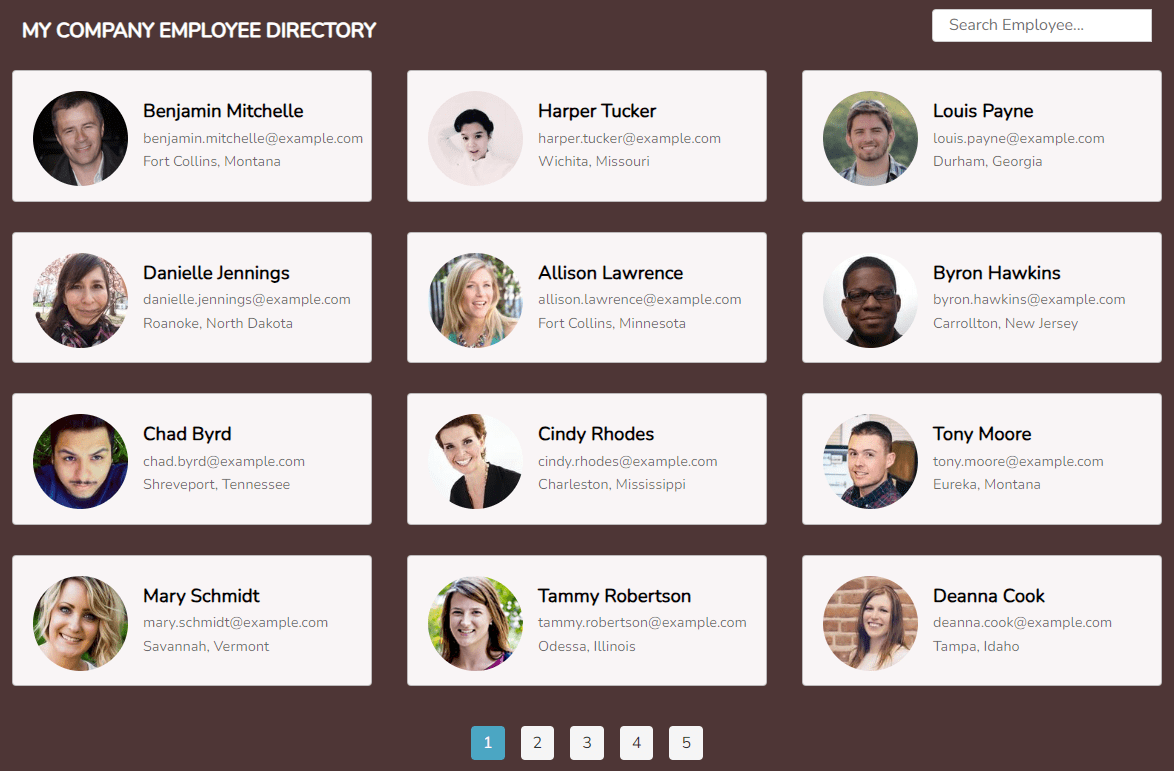 MY COMPANY EMPLOYEE DIRECTORY
Search Employee...
Benjamin Mitchelle
benjamin.mitchelle@example.com
Fort Collins, Montana
Harper Tucker
harper.tucker@example.com
Wichita, Missouri
Louis Payne
louis.payne@example.com
Durham, Georgia
Danielle Jennings
danielle.jennings@example.com
Roanoke, North Dakota
Allison Lawrence
allison.lawrence@example.com
Fort Collins, Minnesota
Byron Hawkins
byron.hawkins@example.com
Carrollton, New Jersey
Chad Byrd
chad.byrd@example.com
Shreveport, Tennessee
Cindy Rhodes
cindy.rhodes@example.com
Charleston, Mississippi
Tony Moore
tony.moore@example.com
Eureka, Montana
Mary Schmidt
mary.schmidt@example.com
Savannah, Vermont
Tammy Robertson
tammy.robertson@example.com
Odessa, Illinois
Deanna Cook
deanna.cook@example.com
Tampa, Idaho
1 2 3 4 5